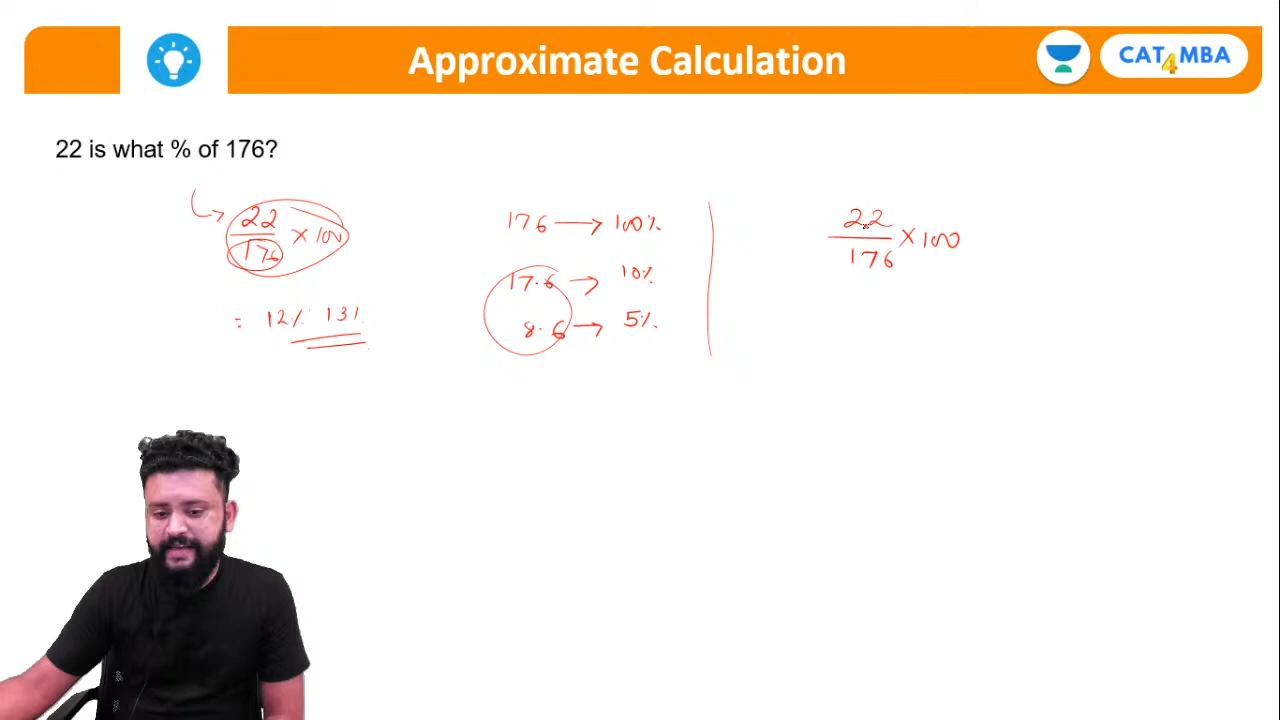 Approximate Calculation
CAT4MBA
22 is what % of 176?
22
176 × 100
= 12% 13%
176 → 100%
17.6 → 10%
8.6 → 5%
22
176 × 100